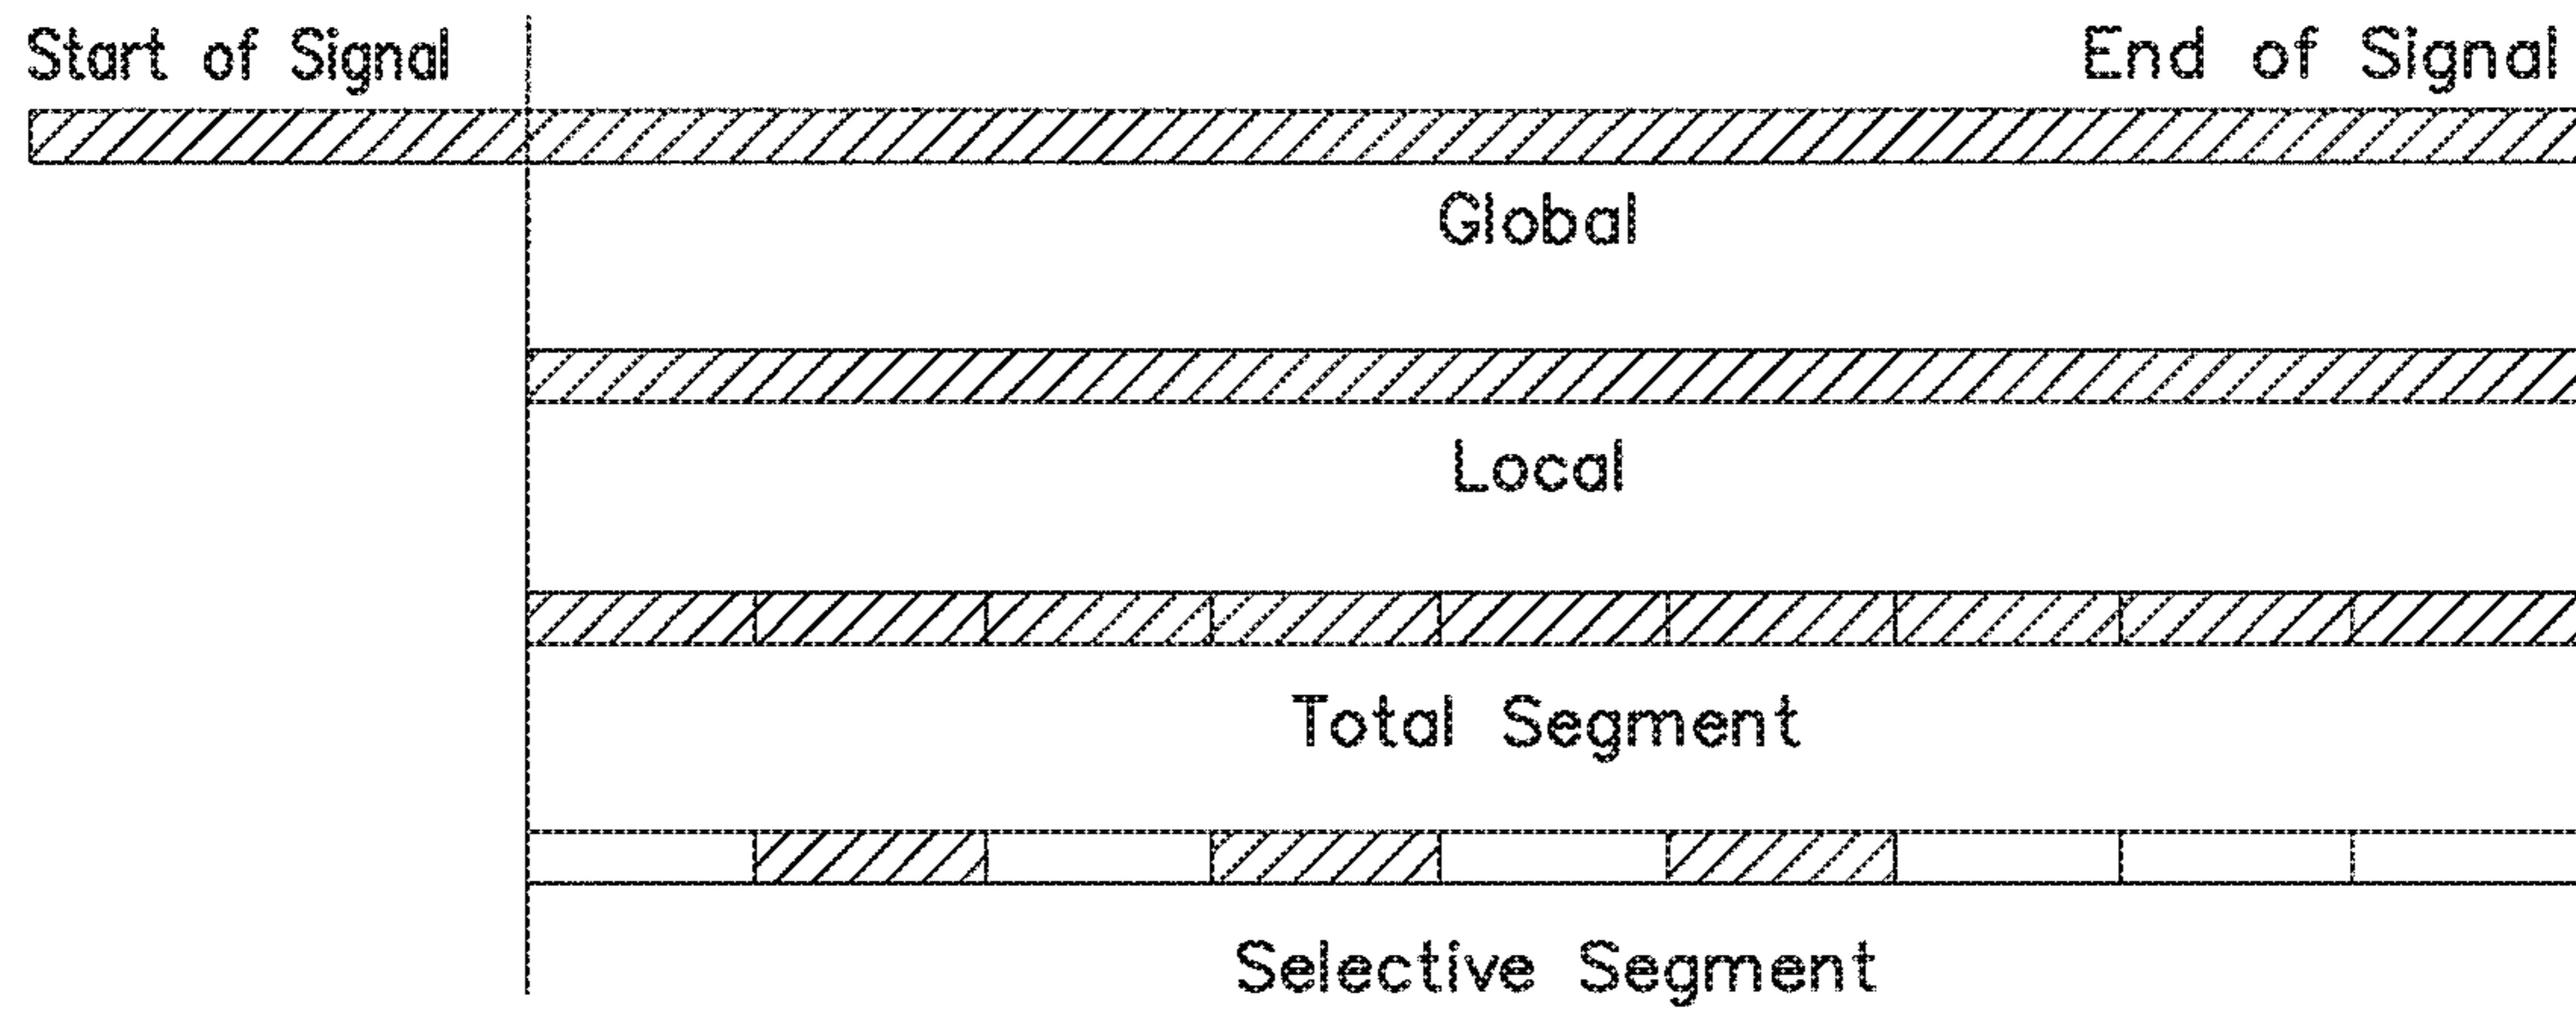 Start of Signal
End of Signal
Global
Local
Total Segment
Selective Segment